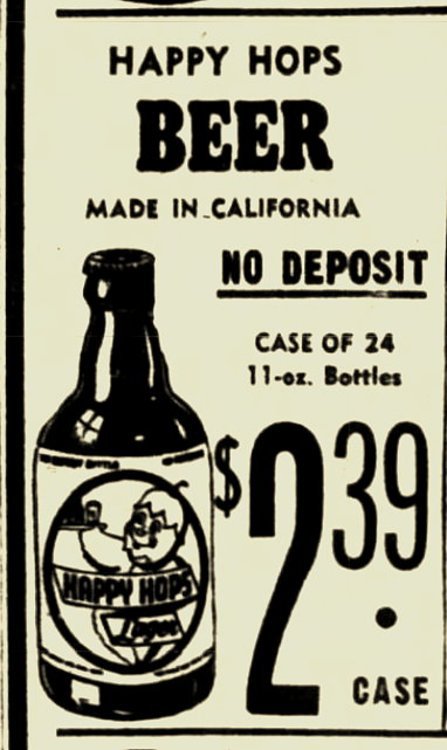 HAPPY HOPS
BEER
MADE IN CALIFORNIA
NO DEPOSIT
CASE OF 24
11-oz. Bottles
$2.39
CASE
HAPPY HOPS
Lager